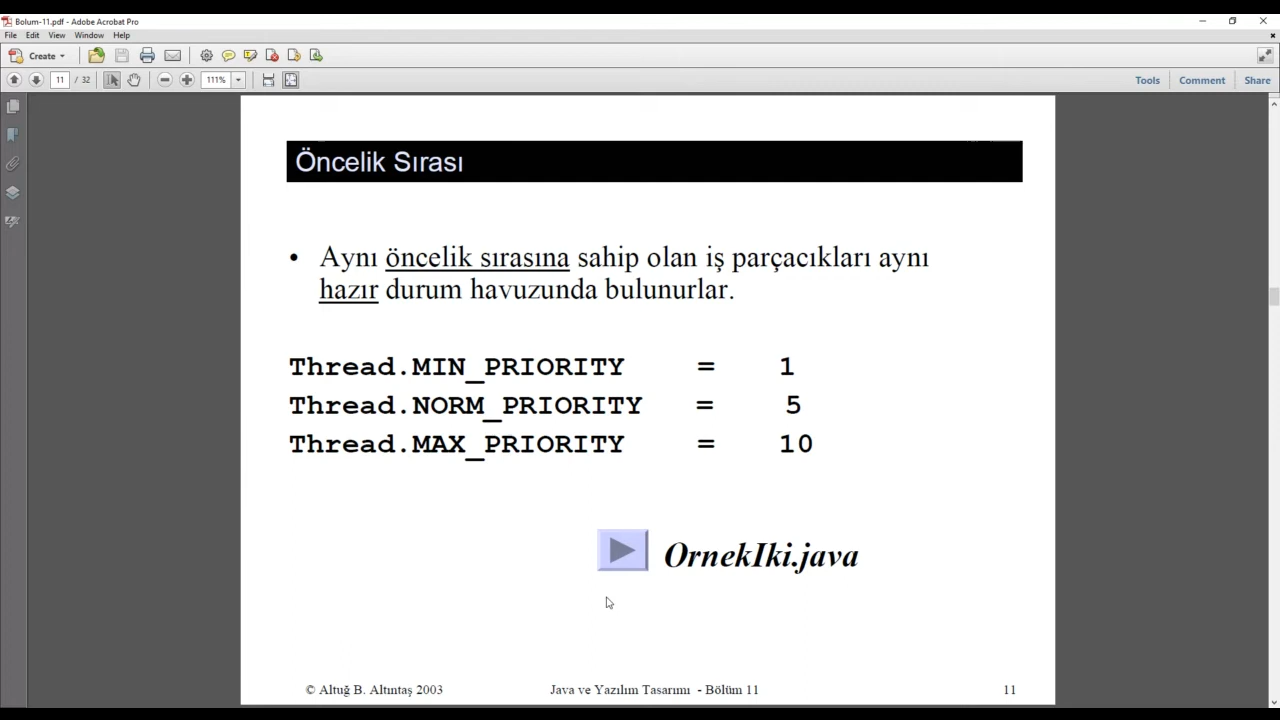 Bolum-11.pdf - Adobe Acrobat Pro
File Edit View Window Help
Create
11 / 32 111% Tools Comment Share
Öncelik Sırası
• Aynı öncelik sırasına sahip olan iş parçacıkları aynı
hazır durum havuzunda bulunurlar.
Thread.MIN_PRIORITY = 1
Thread.NORM_PRIORITY = 5
Thread.MAX_PRIORITY = 10
OrnekIki.java
© Altuğ B. Altıntaş 2003 Java ve Yazılım Tasarımı - Bölüm 11 11